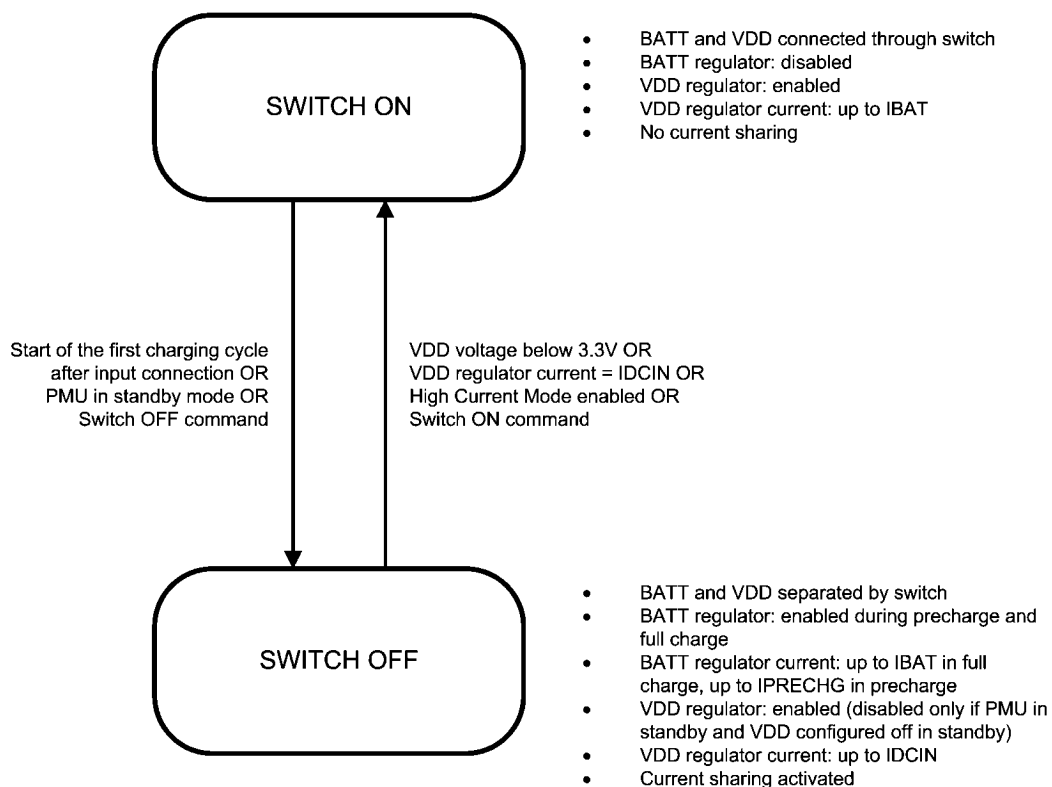 SWITCH ON
• BATT and VDD connected through switch
• BATT regulator: disabled
• VDD regulator: enabled
• VDD regulator current: up to IBAT
• No current sharing
Start of the first charging cycle
after input connection OR
PMU in standby mode OR
Switch OFF command
VDD voltage below 3.3V OR
VDD regulator current = IDCIN OR
High Current Mode enabled OR
Switch ON command
SWITCH OFF
• BATT and VDD separated by switch
• BATT regulator: enabled during precharge and
full charge
• BATT regulator current: up to IBAT in full
charge, up to IPRECHG in precharge
• VDD regulator: enabled (disabled only if PMU in
standby and VDD configured off in standby)
• VDD regulator current: up to IDCIN
• Current sharing activated